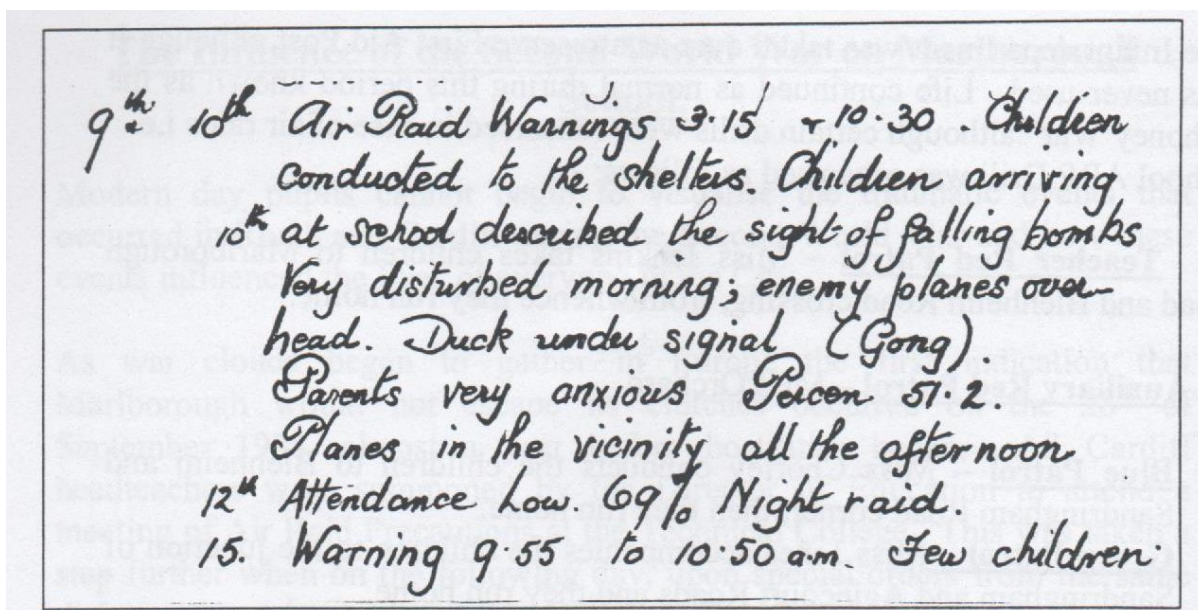 9th 10th Air Raid Warnings 3.15 & 10.30 Children
conducted to the shelters. Children arriving
10th at school described the sight of falling bombs
Very disturbed morning; enemy planes over-
head. Duck under signal (Gong).
Parents very anxious Percen 51.2.
Planes in the vicinity all the afternoon
12th Attendance Low. 69% Night raid.
15. Warning 9 55 to 10.50 am. Few children